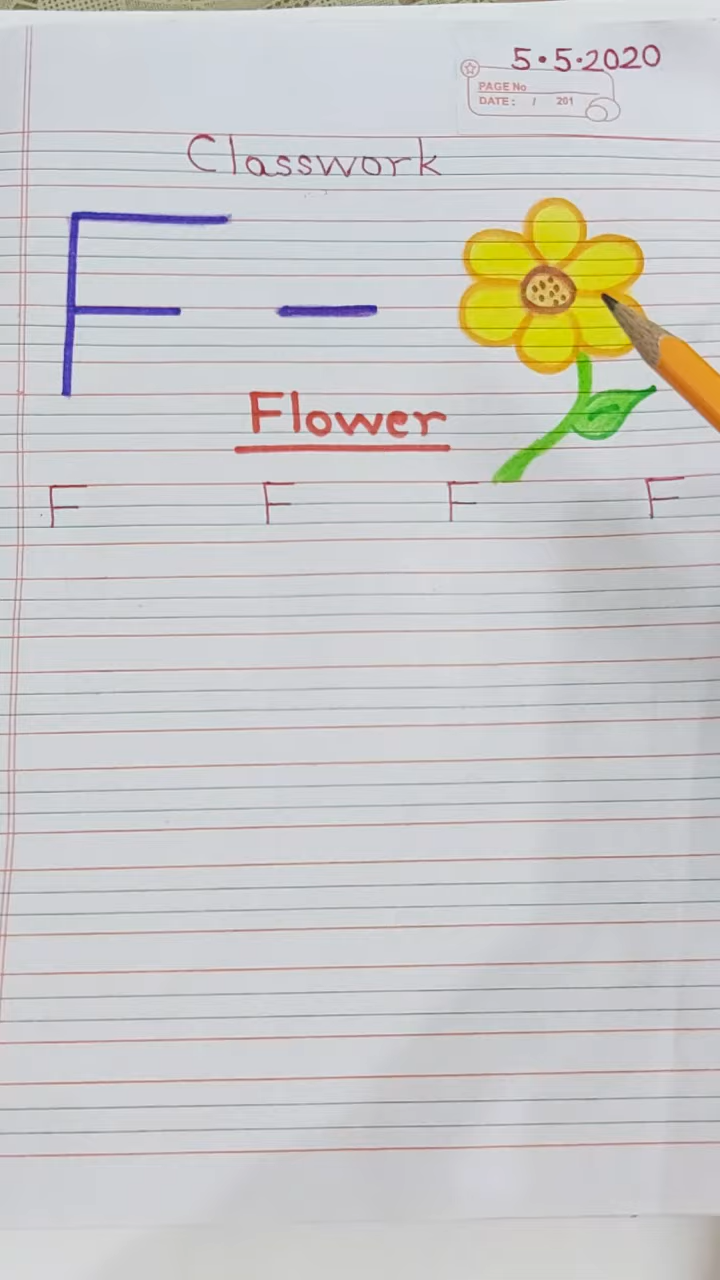 5.5.2020
PAGE No
DATE: / 201
Classwork
F -
Flower
F F F F